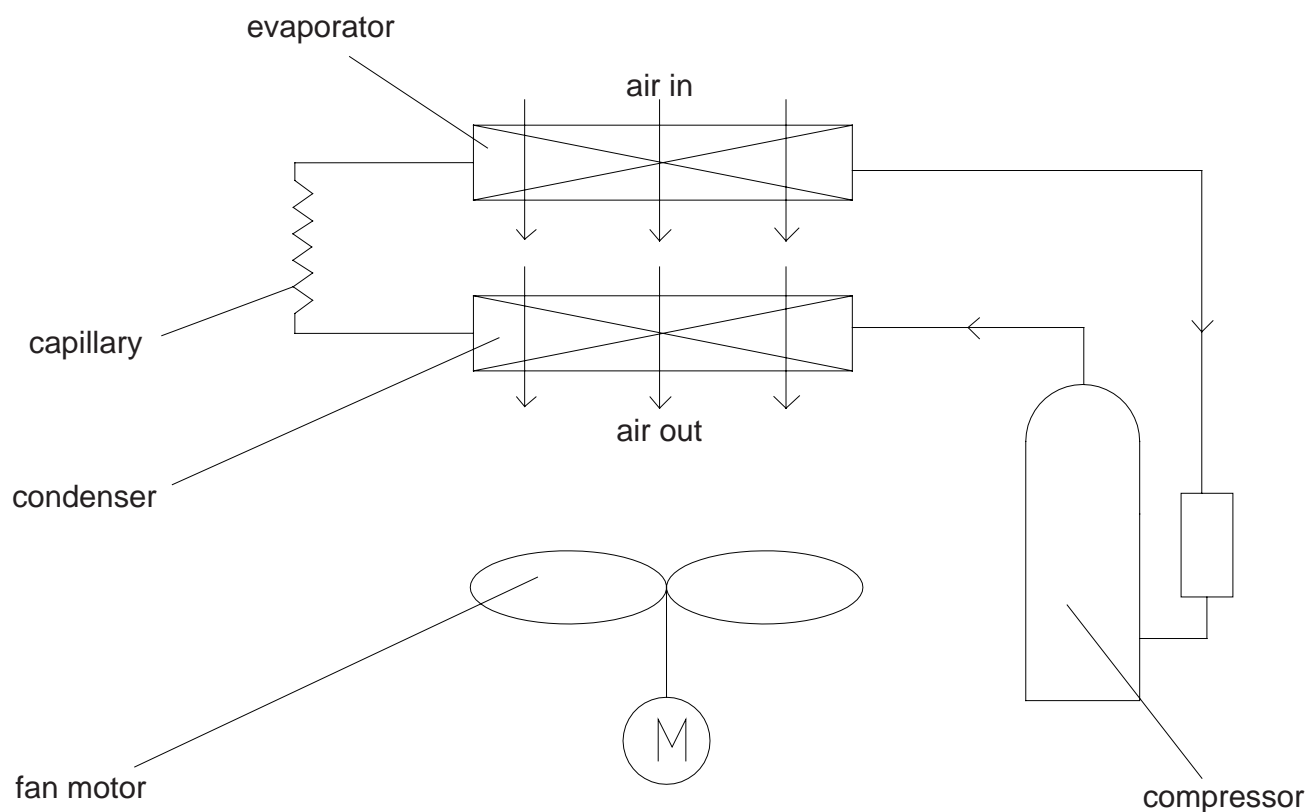 evaporator
air in
capillary
air out
condenser
M
fan motor
compressor